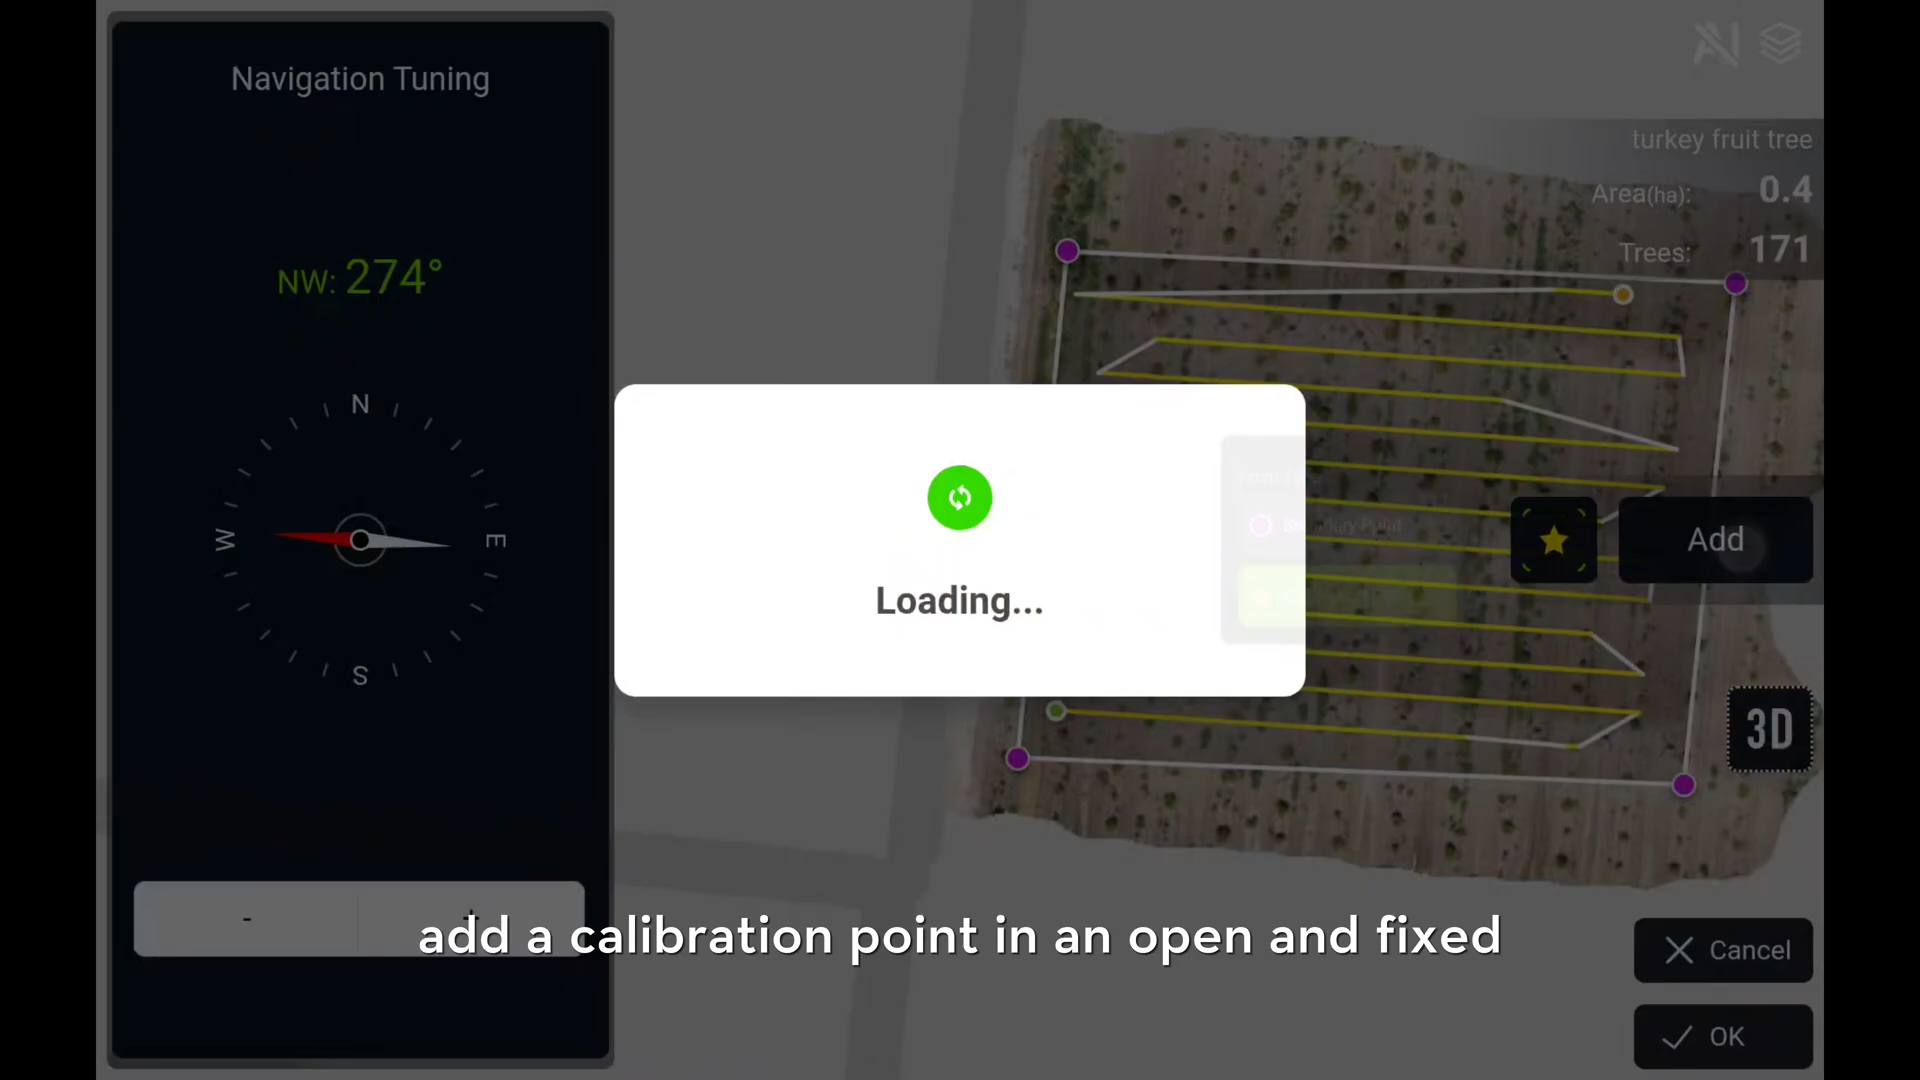 Navigation Tuning
NW: 274°
N
W
E
S
-
+
turkey fruit tree
Area(ha): 0.4
Trees: 171
Loading...
Point
Add
3D
add a calibration point in an open and fixed
Cancel
OK